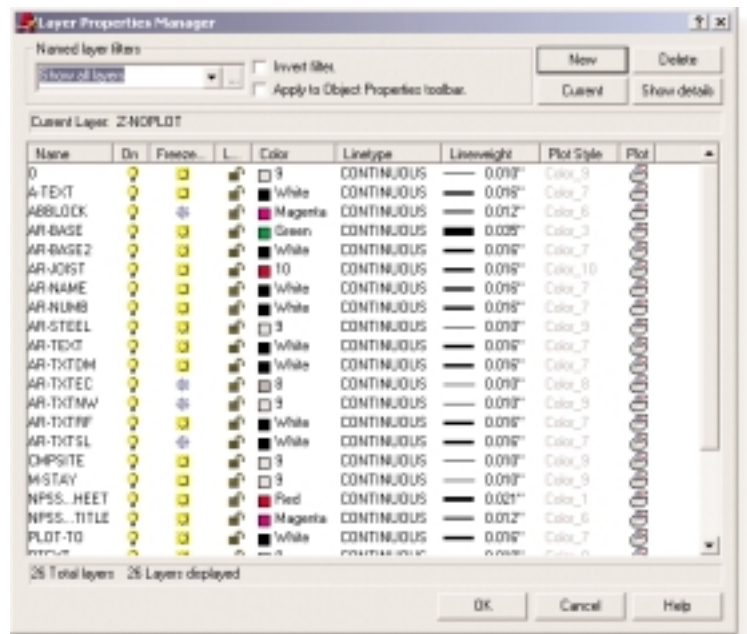 Layer Properties Manager
Named layer filters
Show all layers
...
Invert filter.
Apply to Object Properties toolbar.
New Delete
Current Show details
Current Layer: Z-NOPLOT
Name On Freeze... L... Color Linetype Lineweight Plot Style Plot
0 9 CONTINUOUS 0.010" Color_9
A-TEXT White CONTINUOUS 0.016" Color_7
ABBLOCK Magenta CONTINUOUS 0.012" Color_6
AR-BASE Green CONTINUOUS 0.035" Color_3
AR-BASE2 White CONTINUOUS 0.016" Color_7
AR-JOIST 10 CONTINUOUS 0.016" Color_10
AR-NAME White CONTINUOUS 0.016" Color_7
AR-NUMB White CONTINUOUS 0.016" Color_7
AR-STEEL 9 CONTINUOUS 0.010" Color_9
AR-TEXT White CONTINUOUS 0.016" Color_7
AR-TXTDM White CONTINUOUS 0.016" Color_7
AR-TXTEC 8 CONTINUOUS 0.010" Color_8
AR-TXTNW 9 CONTINUOUS 0.010" Color_9
AR-TXTRF White CONTINUOUS 0.016" Color_7
AR-TXTSL White CONTINUOUS 0.016" Color_7
CMPSITE 9 CONTINUOUS 0.010" Color_9
M-STAY 9 CONTINUOUS 0.010" Color_9
NPSS...HEET Red CONTINUOUS 0.021" Color_1
NPSS...TITLE Magenta CONTINUOUS 0.012" Color_6
PLOT-TO White CONTINUOUS 0.016" Color_7
26 Total layers 26 Layers displayed
OK Cancel Help